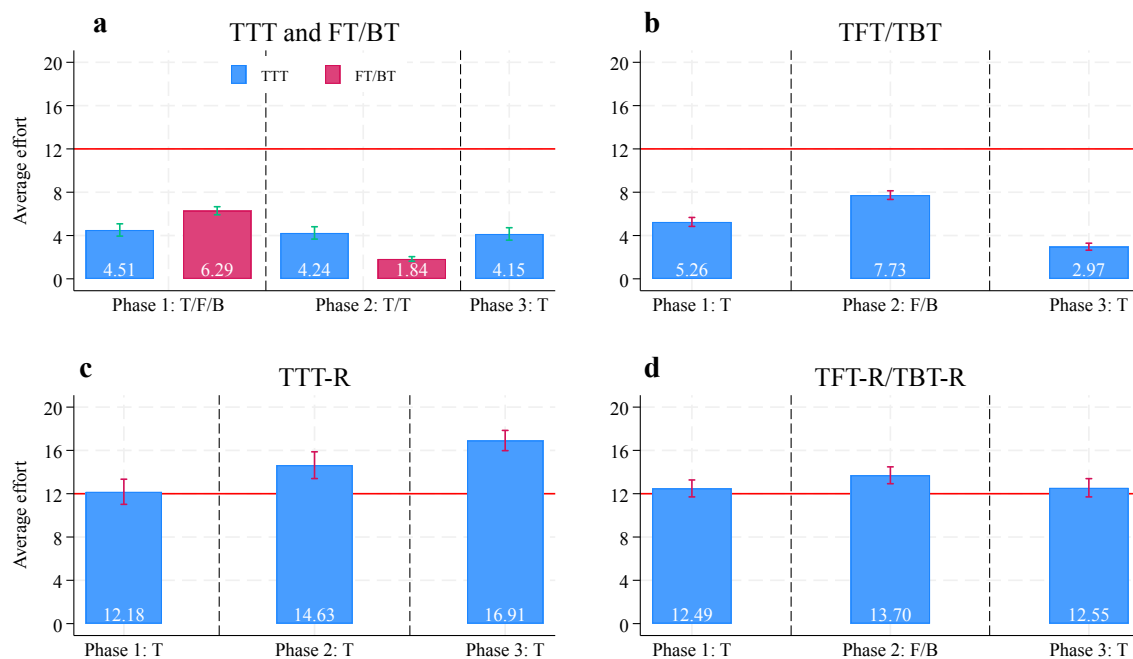 a
TTT and FT/BT
TTT
FT/BT
Average effort
20
16
12
8
4
0
4.51
6.29
4.24
1.84
4.15
Phase 1: T/F/B
Phase 2: T/T
Phase 3: T
b
TFT/TBT
20
16
12
8
4
0
5.26
7.73
2.97
Phase 1: T
Phase 2: F/B
Phase 3: T
c
TTT-R
Average effort
20
16
12
8
4
0
12.18
14.63
16.91
Phase 1: T
Phase 2: T
Phase 3: T
d
TFT-R/TBT-R
20
16
12
8
4
0
12.49
13.70
12.55
Phase 1: T
Phase 2: F/B
Phase 3: T